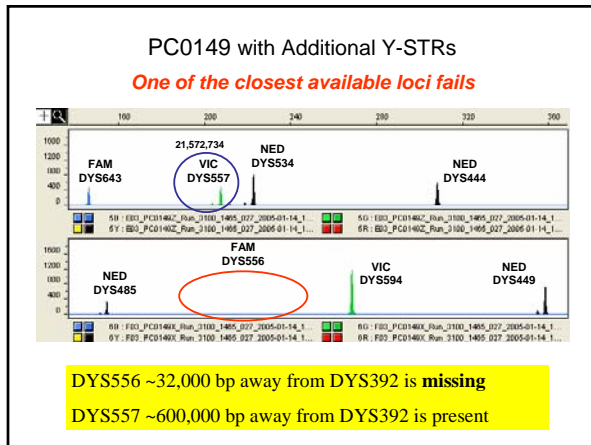 PC0149 with Additional Y-STRs
One of the closest available loci fails
160 200 240 280 320 360
21,572,734
1600
1200
800
400
0
FAM
DYS643
VIC
DYS557
NED
DYS534
NED
DYS444
1600
1200
800
400
0
NED
DYS485
FAM
DYS556
VIC
DYS594
NED
DYS449
DYS556 ~32,000 bp away from DYS392 is missing
DYS557 ~600,000 bp away from DYS392 is present